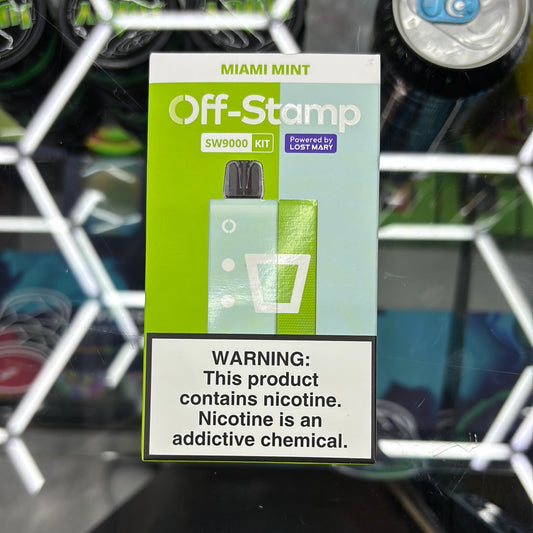 MIAMI MINT
Off-Stamp
SW9000 KIT
Powered by
LOST MARY
WARNING:
This product
contains nicotine.
Nicotine is an
addictive chemical.